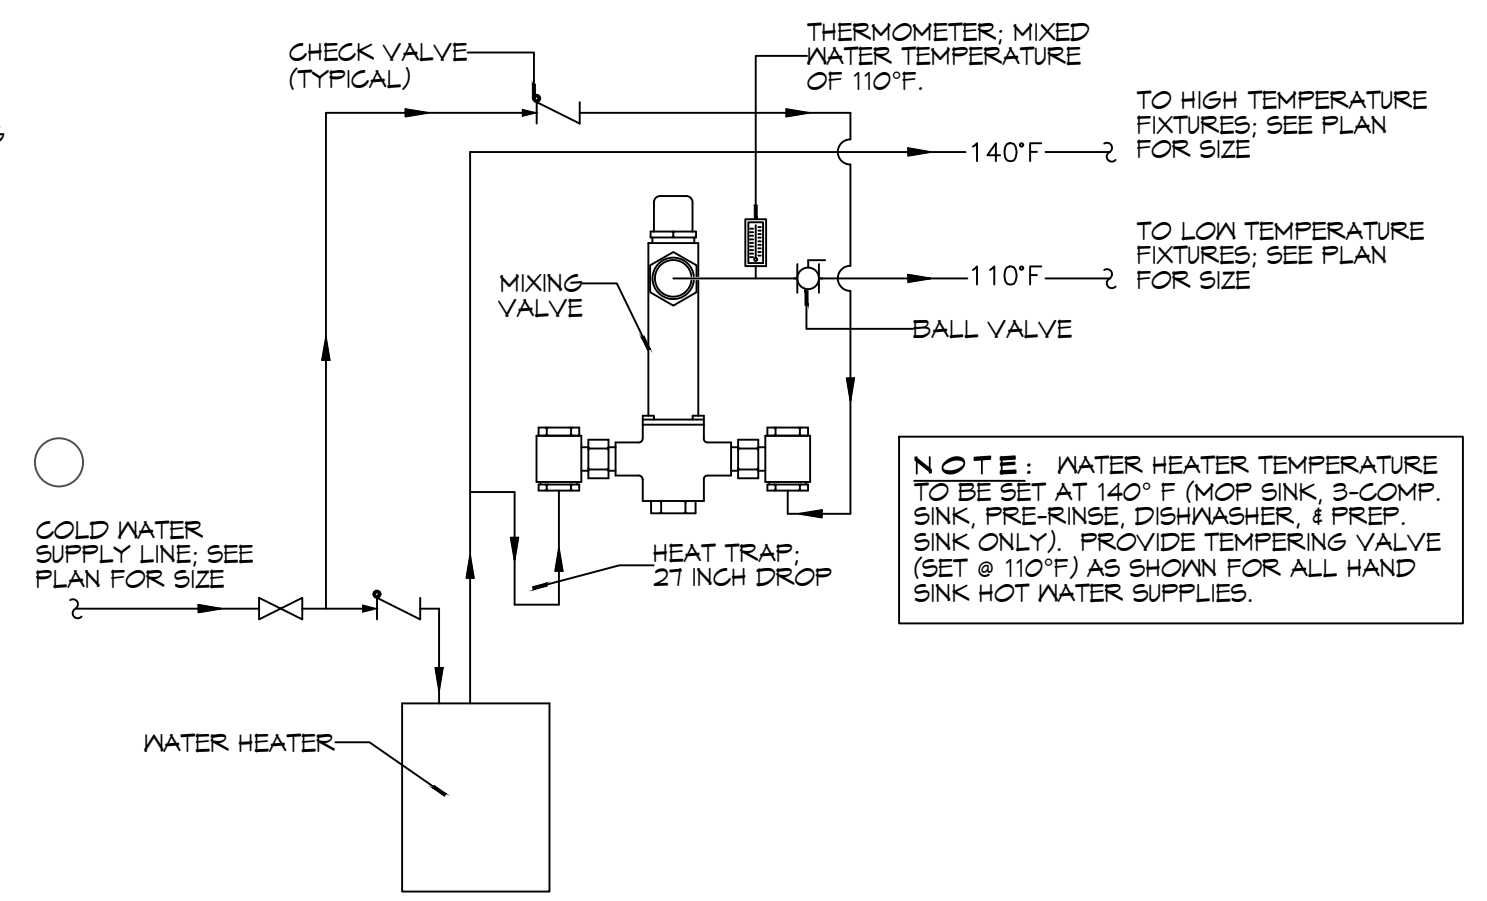 CHECK VALVE
(TYPICAL)
THERMOMETER; MIXED
WATER TEMPERATURE
OF 110°F.
TO HIGH TEMPERATURE
FIXTURES; SEE PLAN
FOR SIZE
140°F
TO LOW TEMPERATURE
FIXTURES; SEE PLAN
FOR SIZE
110°F
MIXING
VALVE
BALL VALVE
NOTE: WATER HEATER TEMPERATURE
TO BE SET AT 140° F (MOP SINK, 3-COMP.
SINK, PRE-RINSE, DISHWASHER, & PREP.
SINK ONLY). PROVIDE TEMPERING VALVE
(SET @ 110°F) AS SHOWN FOR ALL HAND
SINK HOT WATER SUPPLIES.
COLD WATER
SUPPLY LINE; SEE
PLAN FOR SIZE
HEAT TRAP;
27 INCH DROP
WATER HEATER